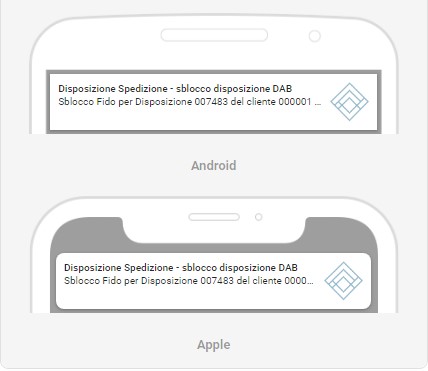 Disposizione Spedizione - sblocco disposizione DAB
Sblocco Fido per Disposizione 007483 del cliente 000001 ...
Android
Disposizione Spedizione - sblocco disposizione DAB
Sblocco Fido per Disposizione 007483 del cliente 0000...
Apple